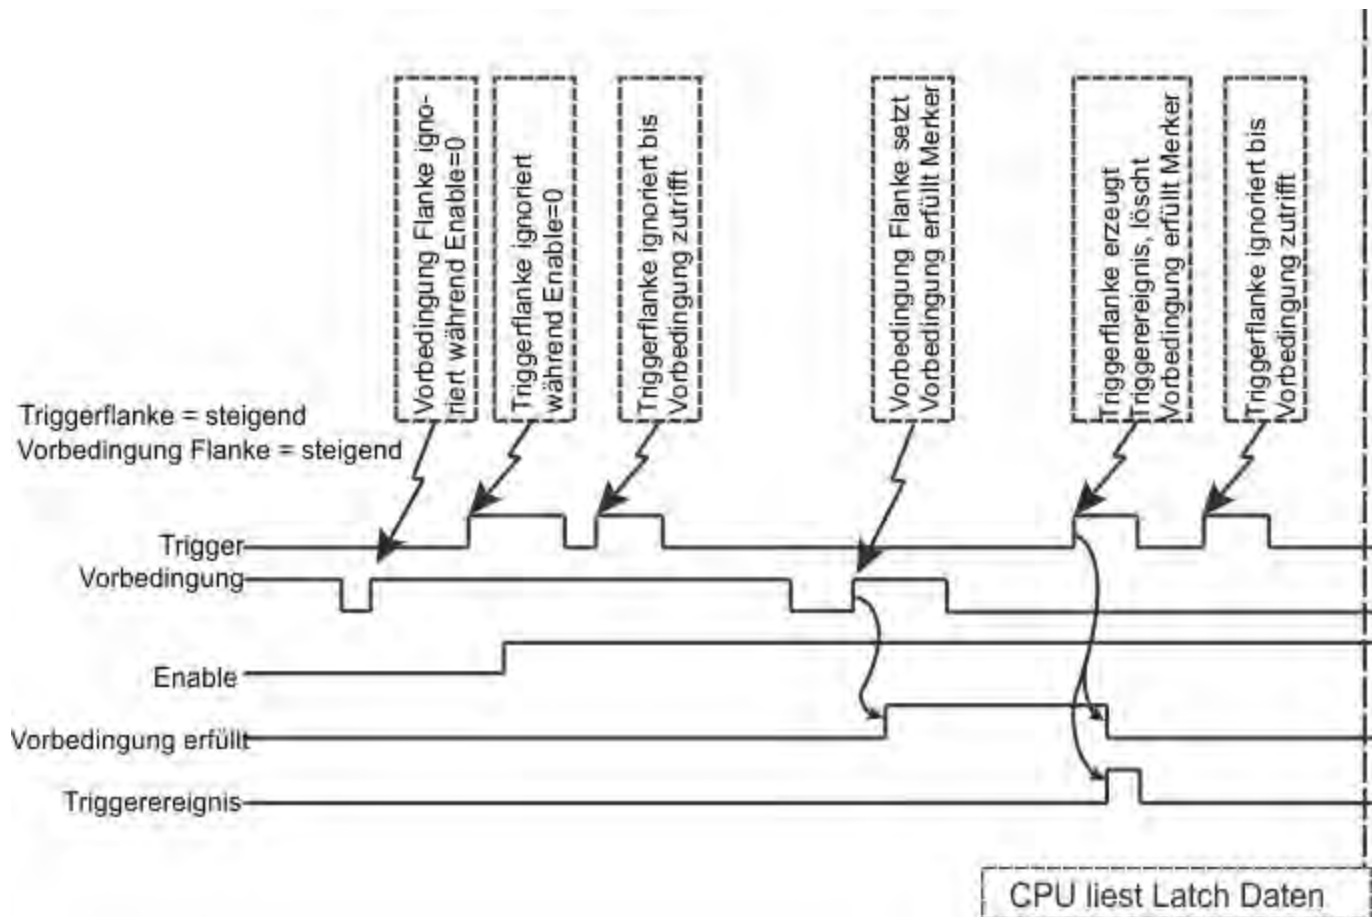 Vorbedingung Flanke igno-
riert während Enable=0
Triggerflanke ignoriert
während Enable=0
Triggerflanke ignoriert bis
Vorbedingung zutrifft
Vorbedingung Flanke setzt
Vorbedingung erfüllt Merker
Triggerflanke erzeugt
Triggerereignis, löscht
Vorbedingung erfüllt Merker
Triggerflanke ignoriert bis
Vorbedingung zutrifft
Triggerflanke = steigend
Vorbedingung Flanke = steigend
Trigger
Vorbedingung
Enable
Vorbedingung erfüllt
Triggerereignis
CPU liest Latch Daten